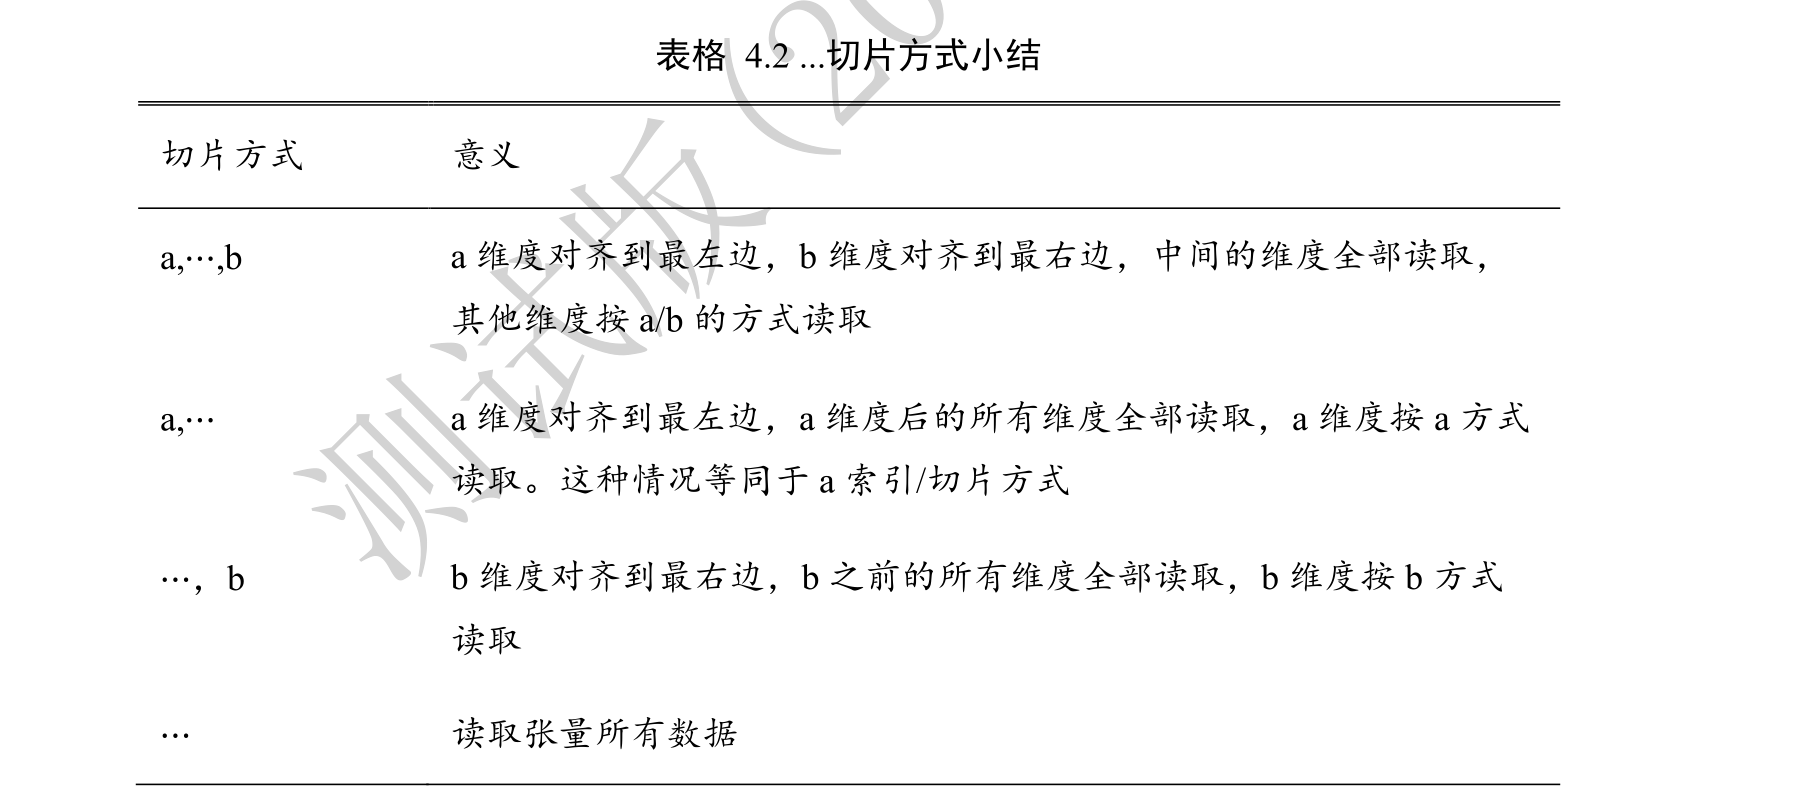 表格 4.2 ...切片方式小结
切片方式 意义
a,⋯,b a 维度对齐到最左边，b 维度对齐到最右边，中间的维度全部读取，
其他维度按 a/b 的方式读取
a,⋯ a 维度对齐到最左边，a 维度后的所有维度全部读取，a 维度按 a 方式
读取。这种情况等同于 a 索引/切片方式
⋯，b b 维度对齐到最右边，b 之前的所有维度全部读取，b 维度按 b 方式
读取
⋯ 读取张量所有数据
测试版（20